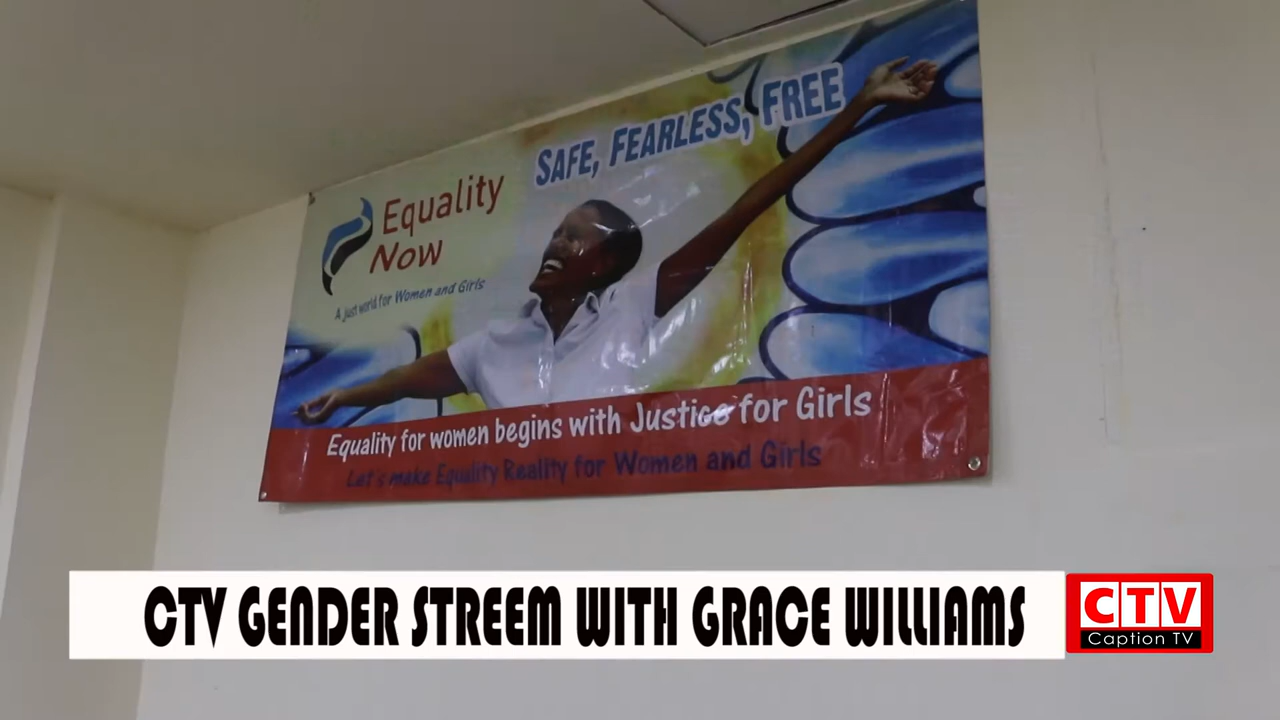 SAFE, FEARLESS, FREE
Equality
Now
A just world for Women and Girls
Equality for women begins with Justice for Girls
Let's make Equality Reality for Women and Girls
CTV GENDER STREEM WITH GRACE WILLIAMS
CTV
Caption TV